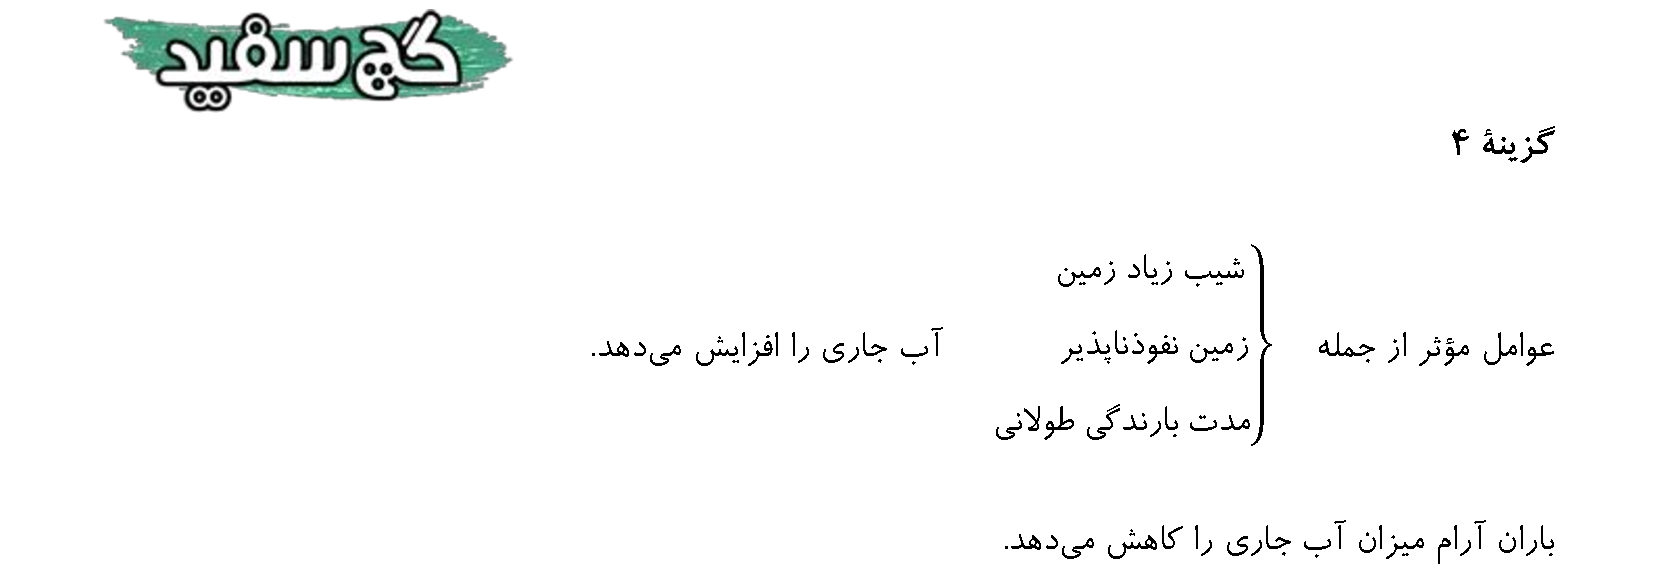 گچ سفید
گزینهٔ ۴
شیب زیاد زمین
عوامل مؤثر از جمله زمین نفوذناپذیر آب جاری را افزایش می‌دهد.
مدت بارندگی طولانی
باران آرام میزان آب جاری را کاهش می‌دهد.